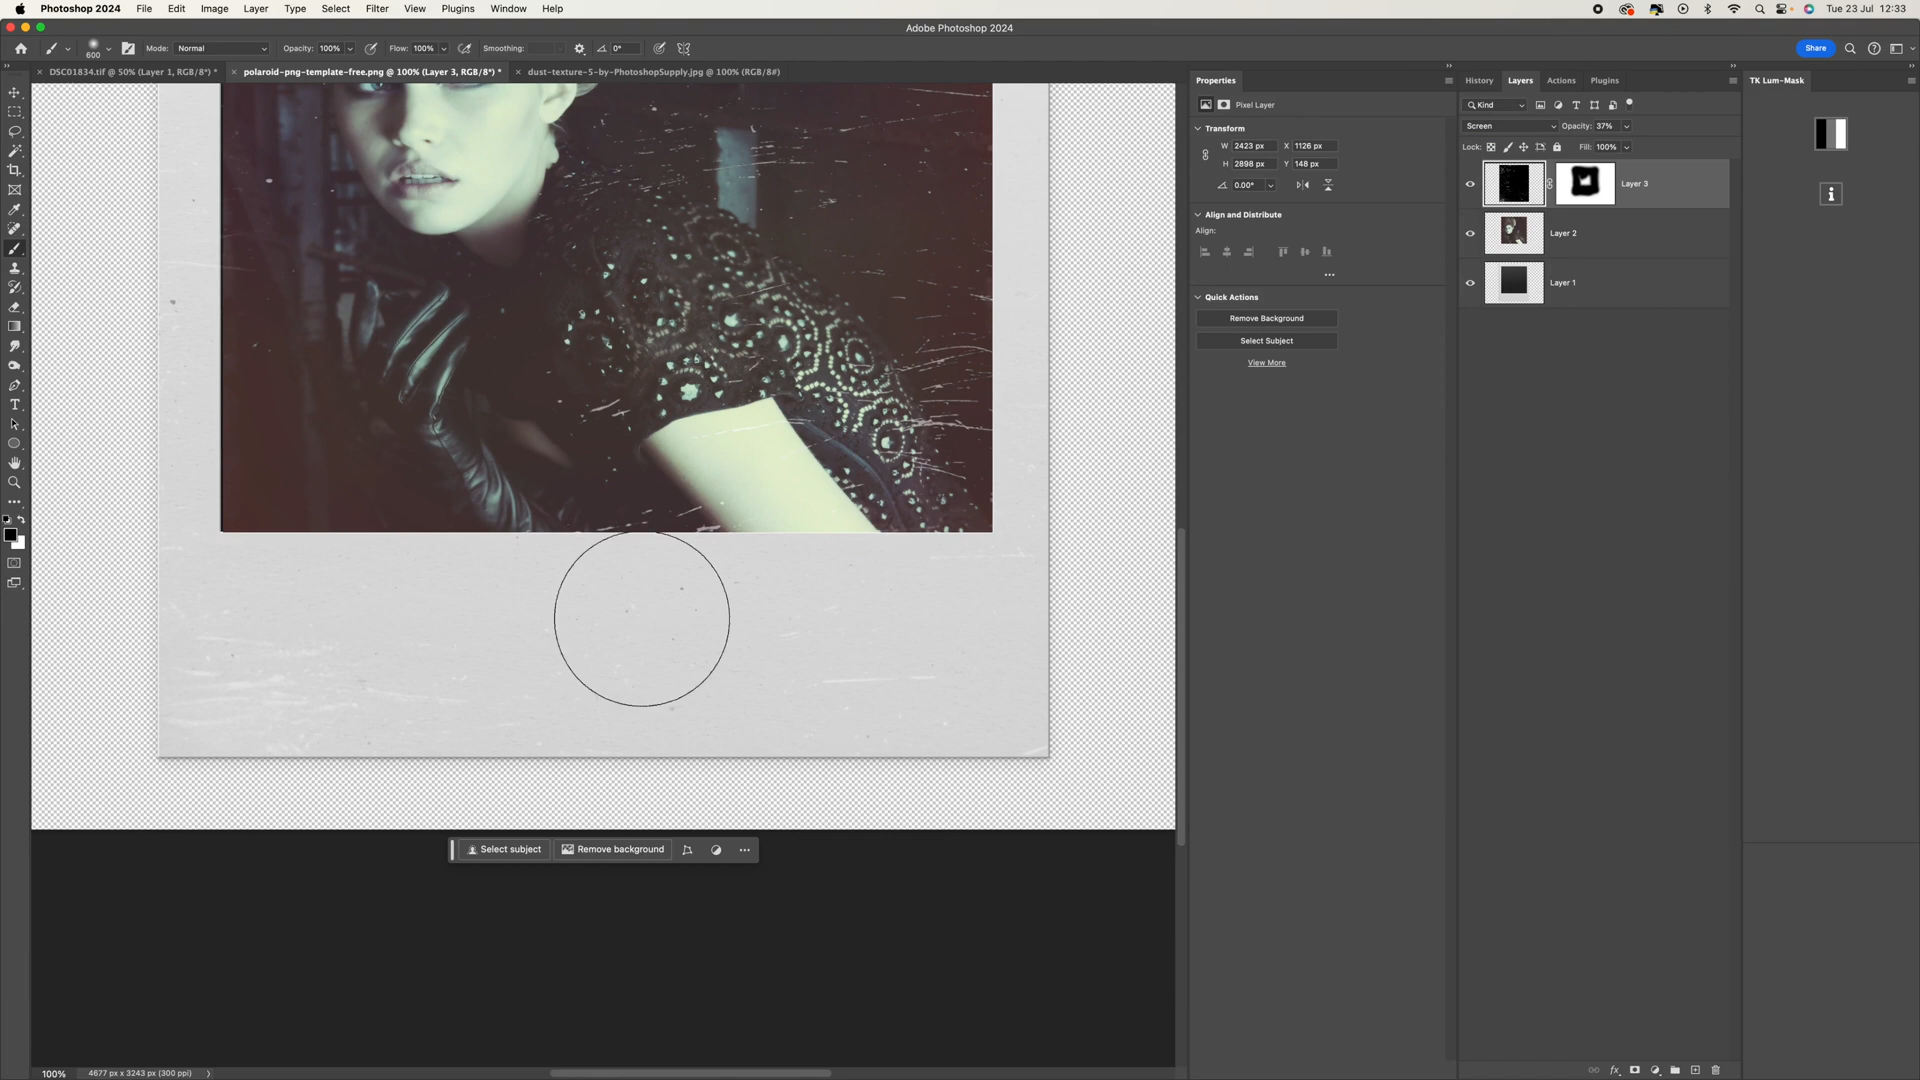 Photoshop 2024 File Edit Image Layer Type Select Filter View Plugins Window Help Tue 23 Jul 12:33
Adobe Photoshop 2024
600 Mode: Normal Opacity: 100% Flow: 100% Smoothing: 0° Share
DSC01834.tif @ 50% (Layer 1, RGB/8*) * polaroid-png-template-free.png @ 100% (Layer 3, RGB/8*) * dust-texture-5-by-PhotoshopSupply.jpg @ 100% (RGB/8#)
Properties
Pixel Layer
Transform
W 2423 px X 1126 px
H 2898 px Y 148 px
0.00°
Align and Distribute
Align:
Quick Actions
Remove Background
Select Subject
View More
History Layers Actions Plugins
Kind
Screen Opacity: 37%
Lock: Fill: 100%
Layer 3
Layer 2
Layer 1
TK Lum-Mask
Select subject Remove background
100% 4677 px x 3243 px (300 ppi)